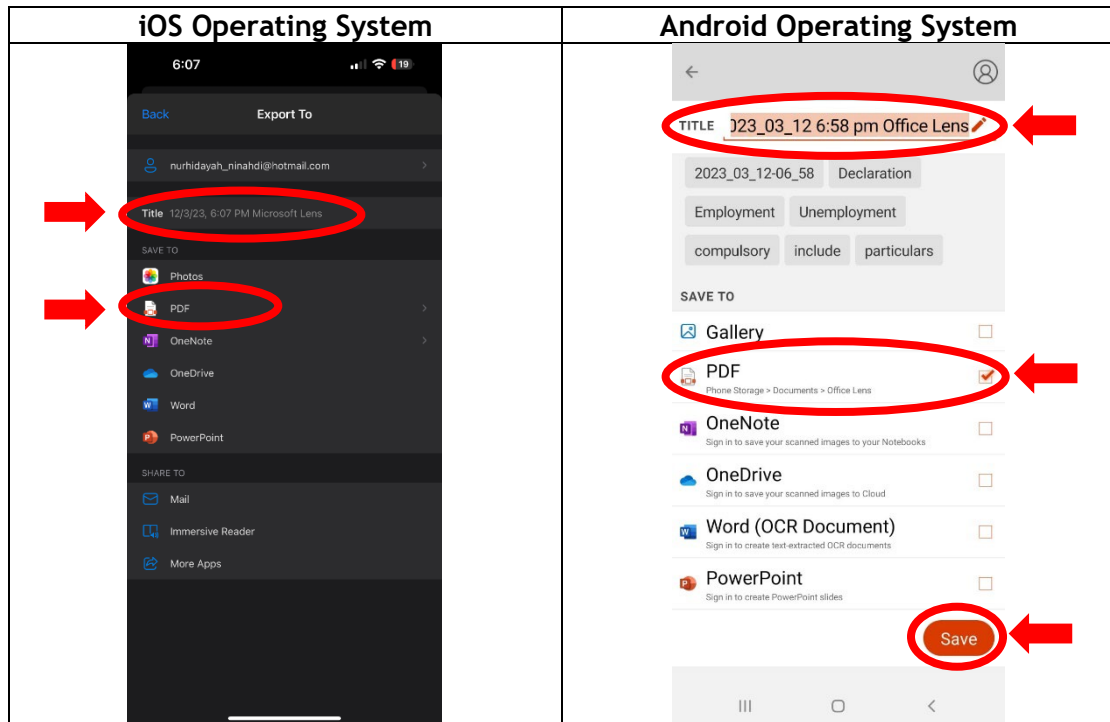 iOS Operating System
Android Operating System
6:07
19
Back
Export To
nurhidayah_ninahdi@hotmail.com
Title 12/3/23, 6:07 PM Microsoft Lens
SAVE TO
Photos
PDF
OneNote
OneDrive
Word
PowerPoint
SHARE TO
Mail
Immersive Reader
More Apps
TITLE 023_03_12 6:58 pm Office Lens
2023_03_12-06_58 Declaration
Employment Unemployment
compulsory include particulars
SAVE TO
Gallery
PDF
Phone Storage > Documents > Office Lens
OneNote
Sign in to save your scanned images to your Notebooks
OneDrive
Sign in to save your scanned images to Cloud
Word (OCR Document)
Sign in to create text-extracted OCR documents
PowerPoint
Sign in to create PowerPoint slides
Save